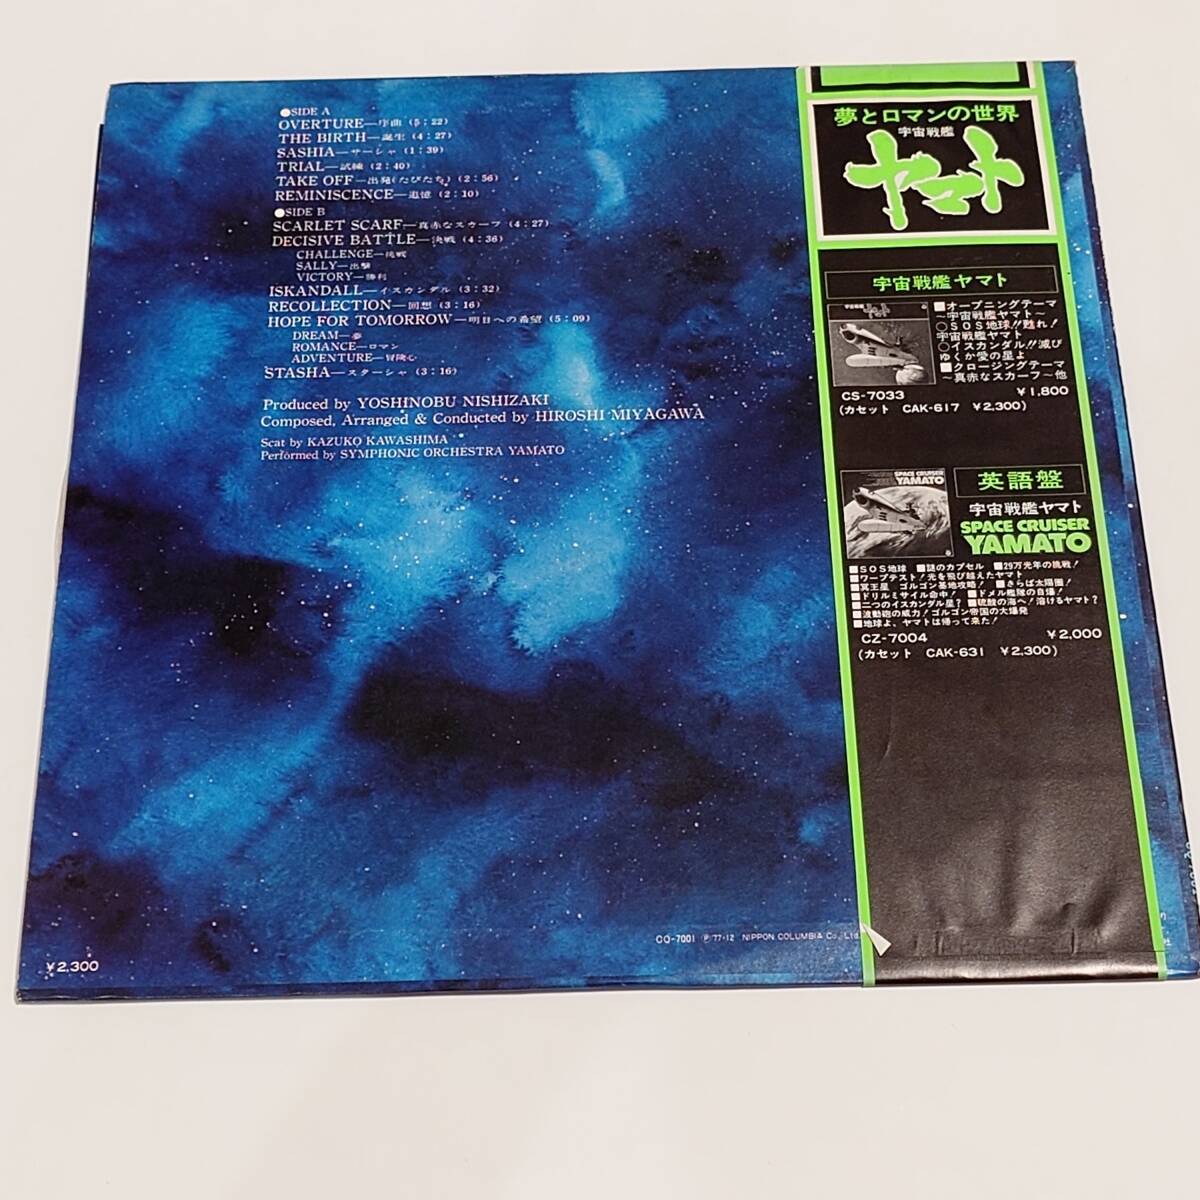 ●SIDE A
OVERTURE—序曲 (5:22)
THE BIRTH—誕生 (4:27)
SASHIA—サーシャ (1:39)
TRIAL—試練 (2:40)
TAKE OFF—出発(たびだち) (2:56)
REMINISCENCE—追憶 (2:10)
●SIDE B
SCARLET SCARF—真赤なスカーフ (4:27)
DECISIVE BATTLE—決戦 (4:36)
CHALLENGE—挑戦
SALLY—出撃
VICTORY—勝利
ISKANDALL—イスカンダル (3:32)
RECOLLECTION—回想 (3:16)
HOPE FOR TOMORROW—明日への希望 (5:09)
DREAM—夢
ROMANCE—ロマン
ADVENTURE—冒険心
STASHA—スターシャ (3:16)
Produced by YOSHINOBU NISHIZAKI
Composed, Arranged & Conducted by HIROSHI MIYAGAWA
Scat by KAZUKO KAWASHIMA
Performed by SYMPHONIC ORCHESTRA YAMATO
¥2,300
CQ-7001 Ⓟ'77·12 NIPPON COLUMBIA Co., Ltd.
夢とロマンの世界
宇宙戦艦
ヤマト
宇宙戦艦ヤマト
■オープニングテーマ
～宇宙戦艦ヤマト～
○SOS地球!!甦れ!
宇宙戦艦ヤマト
○イスカンダル!!滅び
ゆくか愛の星よ
■クロージングテーマ
～真赤なスカーフ～他
CS-7033 ¥1,800
(カセット CAK-617 ¥2,300)
SPACE CRUISER
YAMATO
英語盤
宇宙戦艦ヤマト
SPACE CRUISER
YAMATO
■SOS地球 ■謎のカプセル ■29万光年の挑戦!
■ワープテスト!光を飛び越えたヤマト
■冥王星 ゴルゴン基地攻略! ■さらば太陽圏!
■ドリルミサイル命中! ■ドメル艦隊の自爆!
■二つのイスカンダル星? ■硫酸の海へ!溶けるヤマト?
■波動砲の威力!ゴルゴン帝国の大爆発
■地球よ、ヤマトは帰って来た!
CZ-7004 ¥2,000
(カセット CAK-631 ¥2,300)